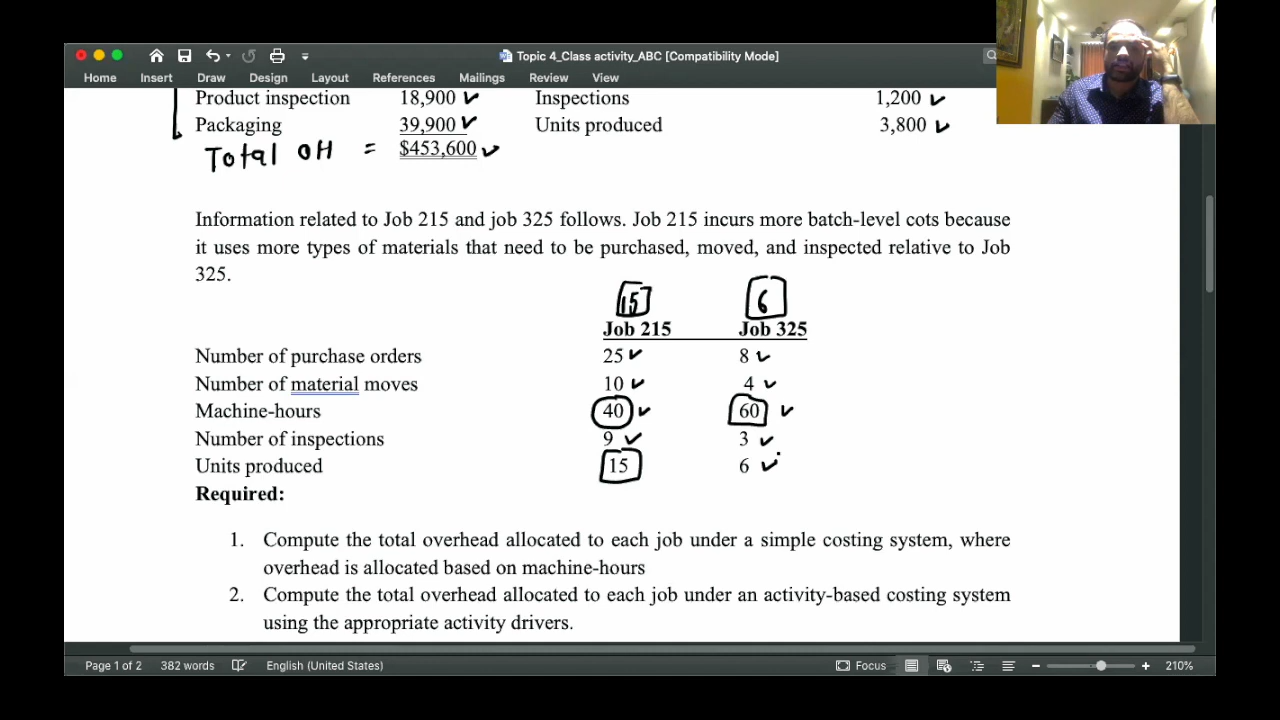 Topic 4_Class activity_ABC [Compatibility Mode]
Home Insert Draw Design Layout References Mailings Review View
Product inspection 18,900 ✓ Inspections 1,200 ✓
Packaging 39,900 ✓ Units produced 3,800 ✓
Total OH = $453,600 ✓
Information related to Job 215 and job 325 follows. Job 215 incurs more batch-level cots because
it uses more types of materials that need to be purchased, moved, and inspected relative to Job
325.
15 6
Job 215 Job 325
Number of purchase orders 25 ✓ 8 ✓
Number of material moves 10 ✓ 4 ✓
Machine-hours 40 ✓ 60 ✓
Number of inspections 9 ✓ 3 ✓
Units produced 15 6 ✓
Required:
1. Compute the total overhead allocated to each job under a simple costing system, where
overhead is allocated based on machine-hours
2. Compute the total overhead allocated to each job under an activity-based costing system
using the appropriate activity drivers.
Page 1 of 2 382 words English (United States) Focus 210%